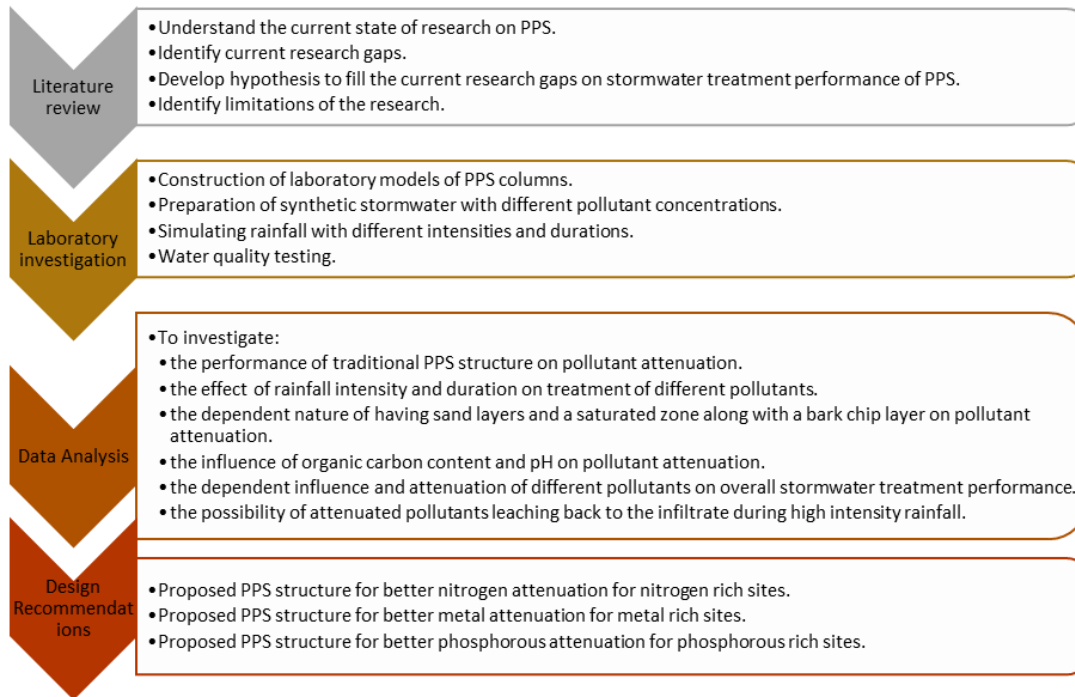 Literature
review
•Understand the current state of research on PPS.
•Identify current research gaps.
•Develop hypothesis to fill the current research gaps on stormwater treatment performance of PPS.
•Identify limitations of the research.
Laboratory
investigation
•Construction of laboratory models of PPS columns.
•Preparation of synthetic stormwater with different pollutant concentrations.
•Simulating rainfall with different intensities and durations.
•Water quality testing.
Data Analysis
•To investigate:
•the performance of traditional PPS structure on pollutant attenuation.
•the effect of rainfall intensity and duration on treatment of different pollutants.
•the dependent nature of having sand layers and a saturated zone along with a bark chip layer on pollutant
attenuation.
•the influence of organic carbon content and pH on pollutant attenuation.
•the dependent influence and attenuation of different pollutants on overall stormwater treatment performance.
•the possibility of attenuated pollutants leaching back to the infiltrate during high intensity rainfall.
Design
Recommendat
ions
•Proposed PPS structure for better nitrogen attenuation for nitrogen rich sites.
•Proposed PPS structure for better metal attenuation for metal rich sites.
•Proposed PPS structure for better phosphorous attenuation for phosphorous rich sites.